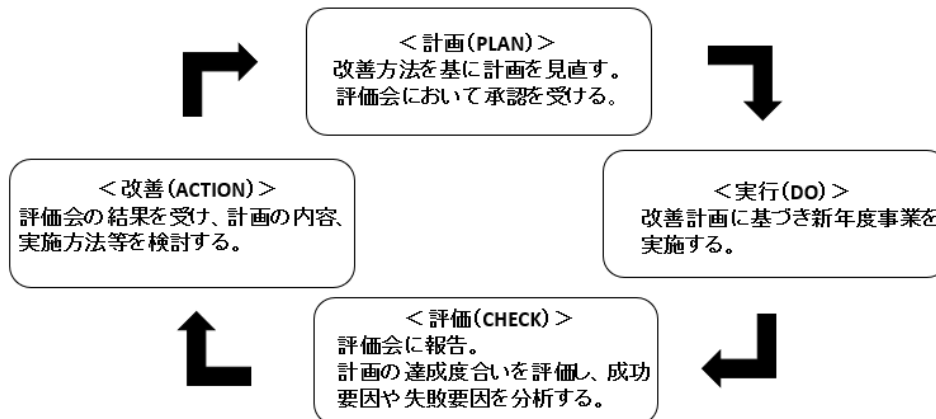 ＜計画(PLAN)＞
改善方法を基に計画を見直す。
評価会において承認を受ける。
＜改善(ACTION)＞
評価会の結果を受け、計画の内容、
実施方法等を検討する。
＜実行(DO)＞
改善計画に基づき新年度事業を
実施する。
＜評価(CHECK)＞
評価会に報告。
計画の達成度合いを評価し、成功
要因や失敗要因を分析する。